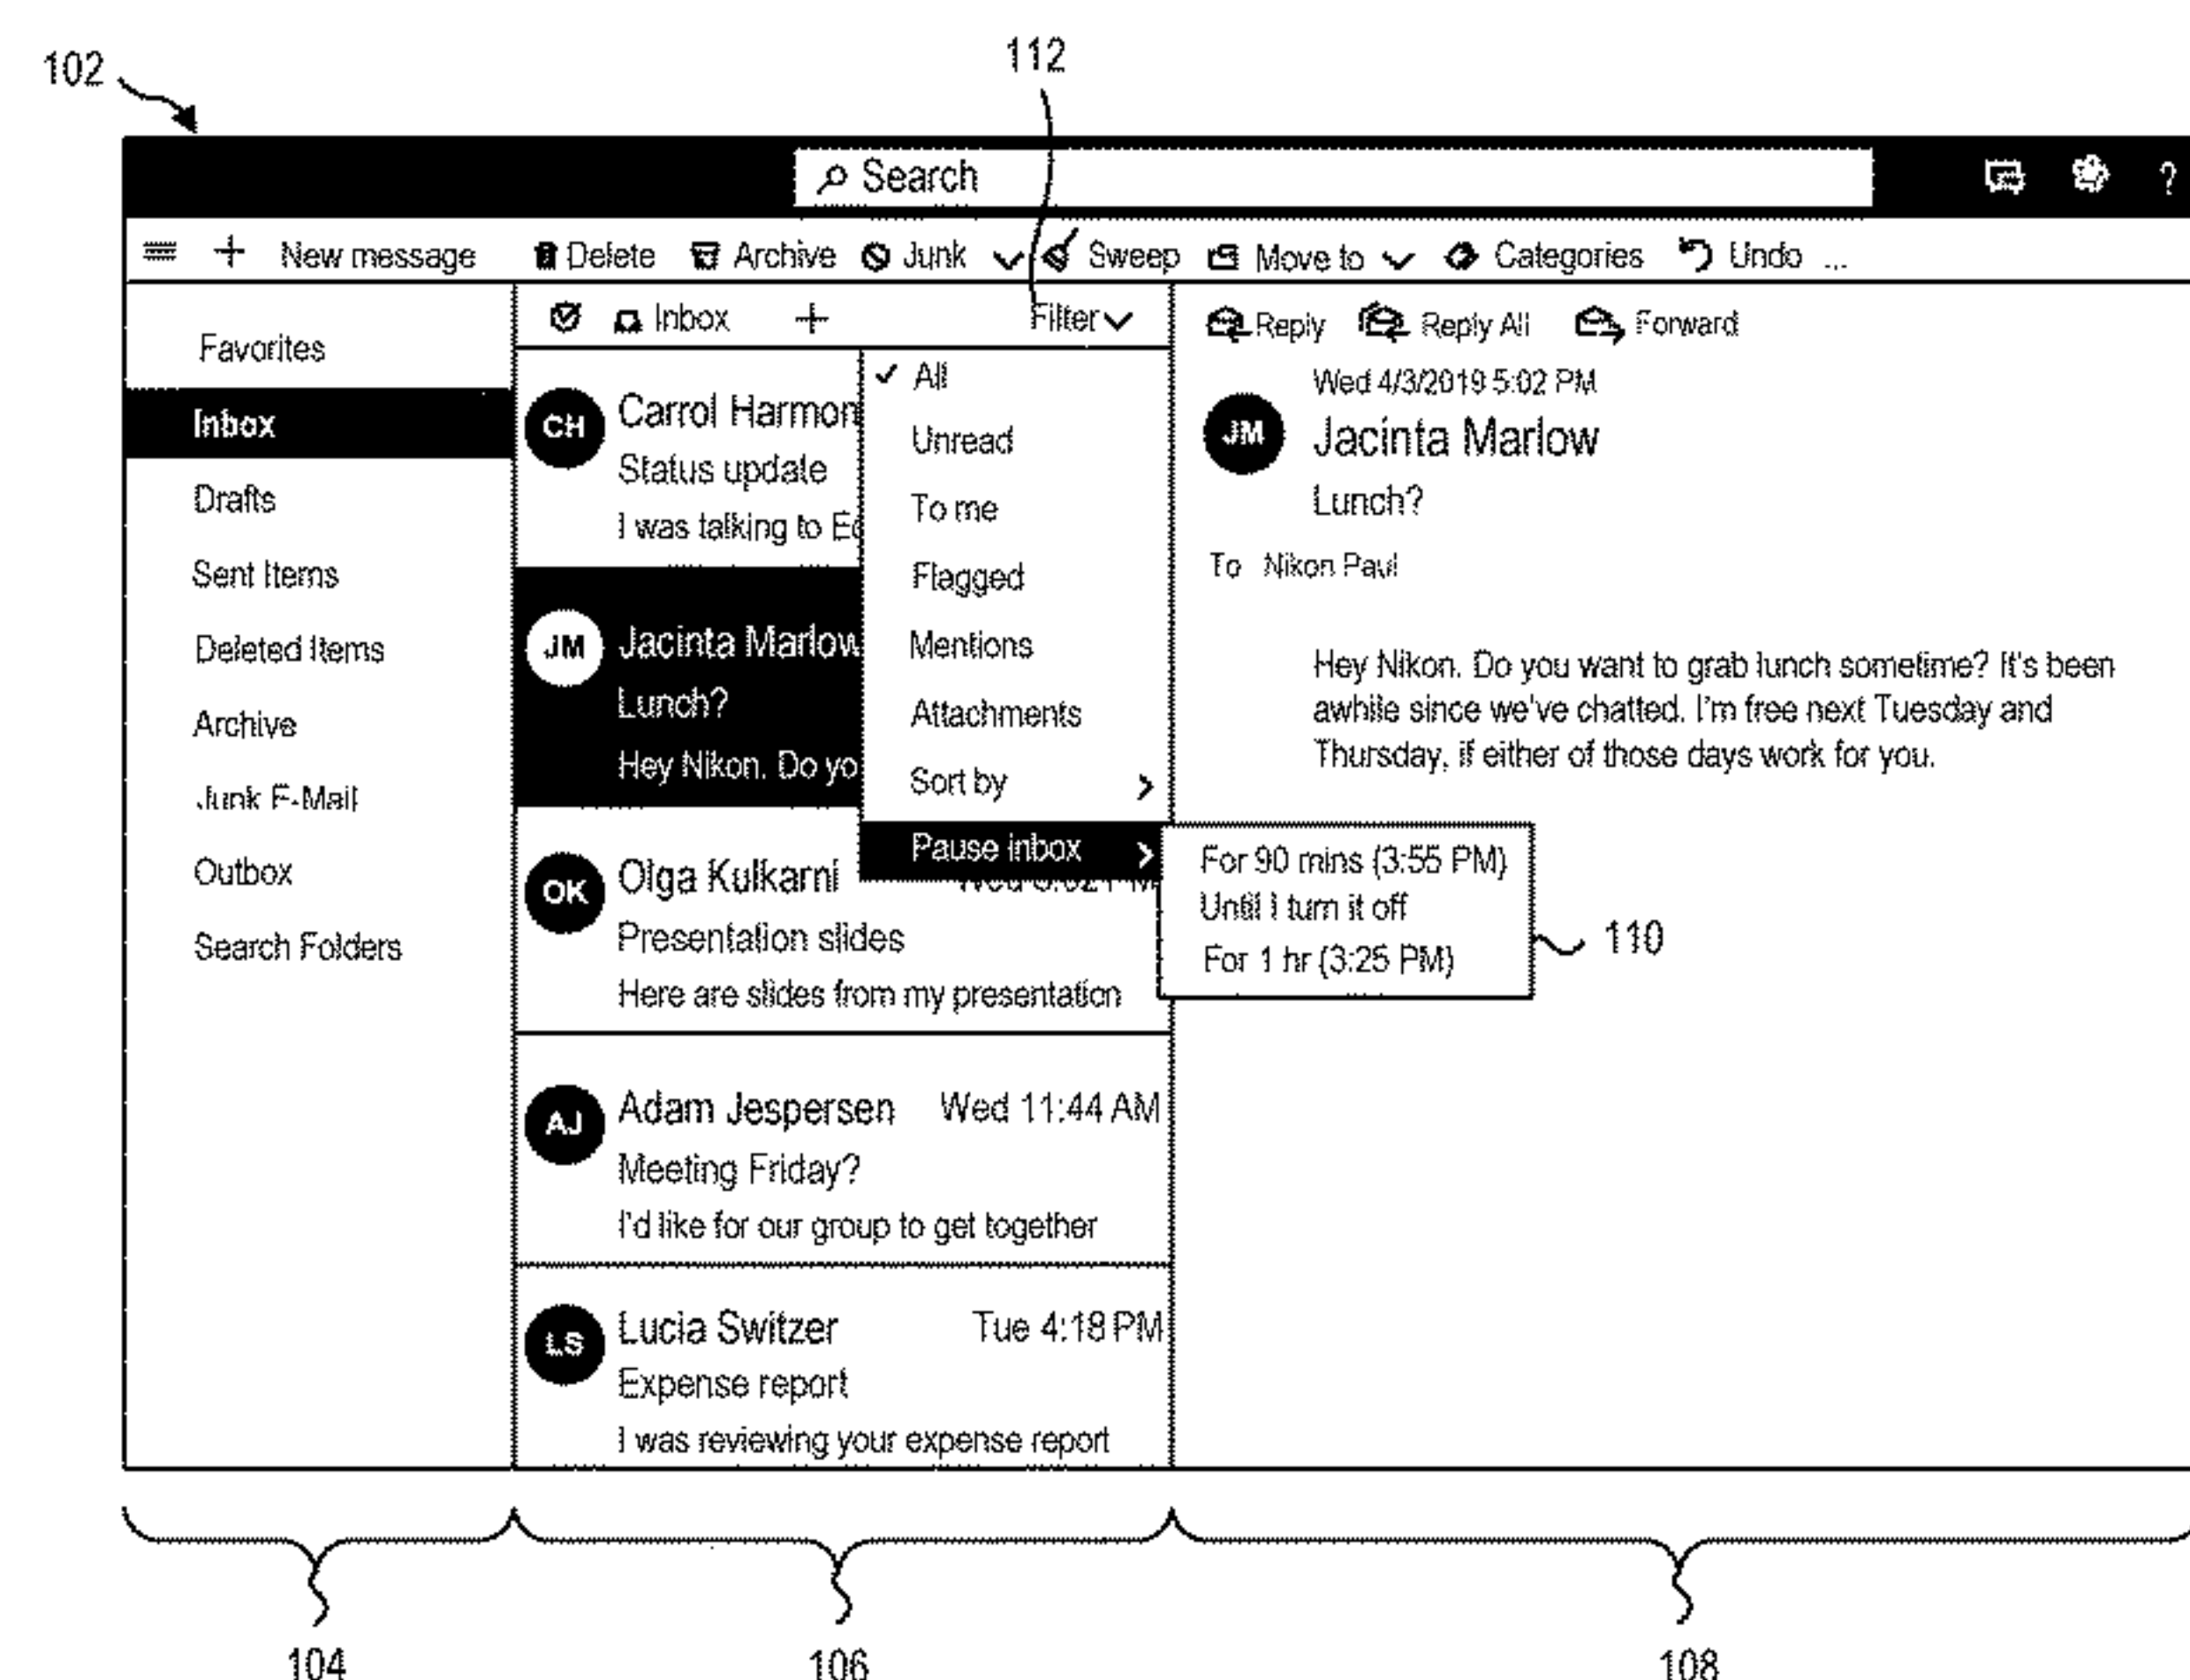 102
112
Search
?
+ New message Delete Archive Junk Sweep Move to Categories Undo ...
Favorites
Inbox
Drafts
Sent Items
Deleted Items
Archive
Junk E-Mail
Outbox
Search Folders
Inbox + Filter
CH Carrol Harmon
Status update
I was talking to
JM Jacinta Marlow
Lunch?
Hey Nikon. Do yo
OK Olga Kulkarni
Presentation slides
Here are slides from my presentation
AJ Adam Jespersen Wed 11:44 AM
Meeting Friday?
I'd like for our group to get together
LS Lucia Switzer Tue 4:18 PM
Expense report
I was reviewing your expense report
All
Unread
To me
Flagged
Mentions
Attachments
Sort by >
Pause inbox >
For 90 mins (3:55 PM)
Until I turn it off
For 1 hr (3:25 PM)
110
Reply Reply All Forward
Wed 4/3/2019 5:02 PM
JM Jacinta Marlow
Lunch?
To Nikon Paul
Hey Nikon. Do you want to grab lunch sometime? It's been
awhile since we've chatted. I'm free next Tuesday and
Thursday, if either of those days work for you.
104
106
108